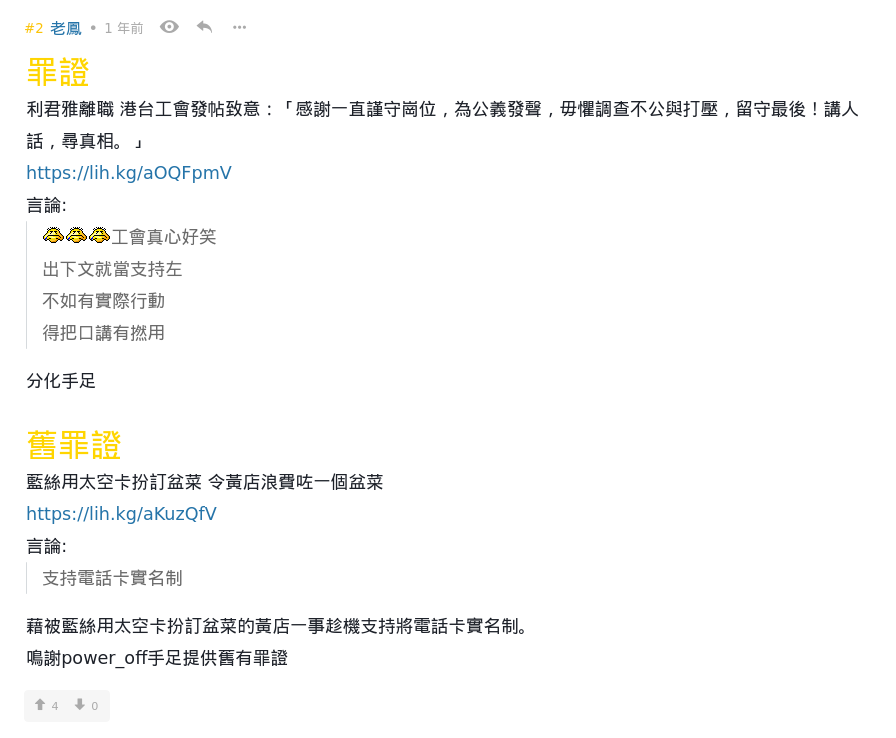 #2 老鳳 • 1 年前
罪證
利君雅離職 港台工會發帖致意：「感謝一直謹守崗位，為公義發聲，毋懼調查不公與打壓，留守最後！講人
話，尋真相。」
https://lih.kg/aOQFpmV
言論:
工會真心好笑
出下文就當支持左
不如有實際行動
得把口講有撚用
分化手足
舊罪證
藍絲用太空卡扮訂盆菜 令黃店浪費咗一個盆菜
https://lih.kg/aKuzQfV
言論:
支持電話卡實名制
藉被藍絲用太空卡扮訂盆菜的黃店一事趁機支持將電話卡實名制。
鳴謝power_off手足提供舊有罪證
4 0